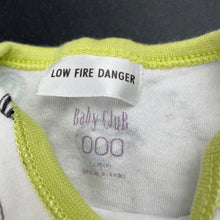 LOW FIRE DANGER
Baby Club
000
Cotton
Made in India